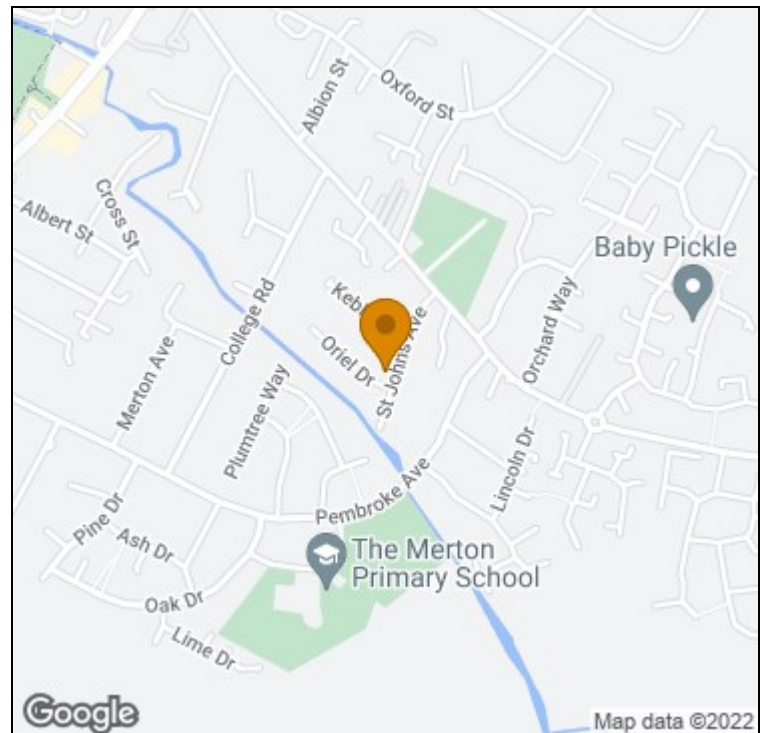 Albion St
Oxford St
Cross St
Albert St
Baby Pickle
College Rd
Keb
Orchard Way
Oriel Dr
St Johns Ave
Merton Ave
Plumtree Way
Lincoln Dr
Pembroke Ave
Pine Dr
Ash Dr
The Merton
Primary School
Oak Dr
Lime Dr
Google
Map data ©2022